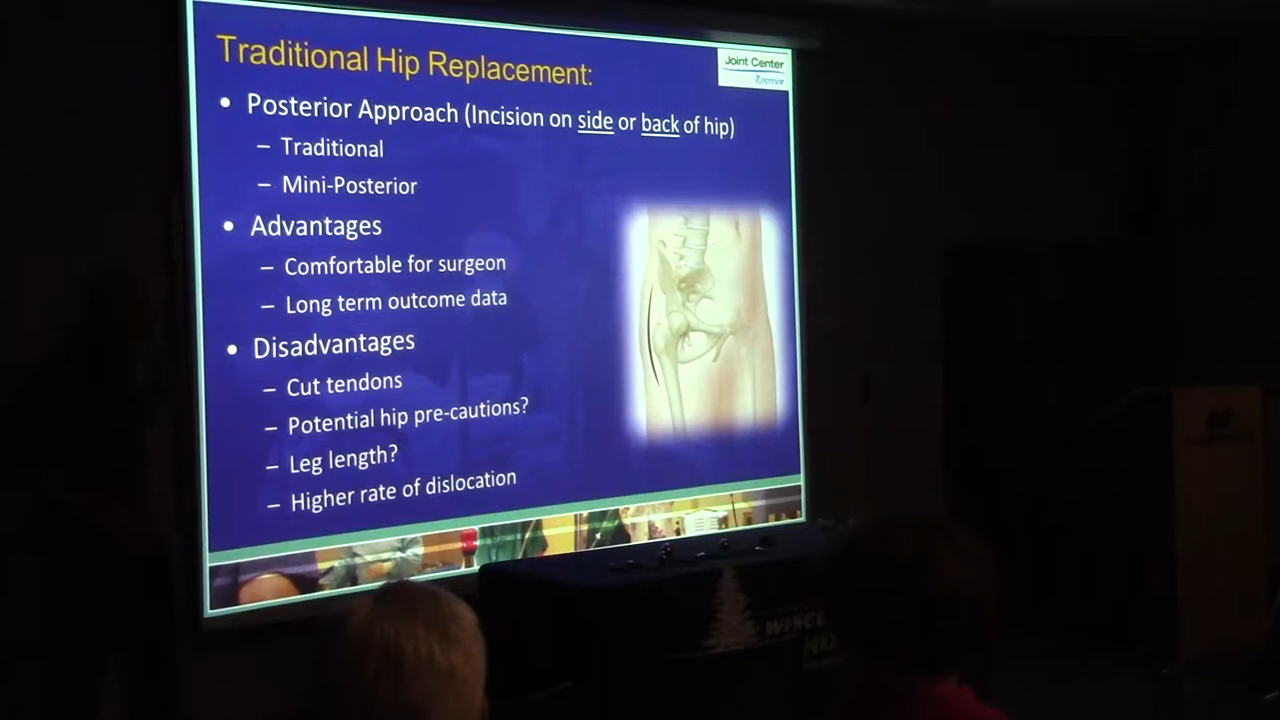 Traditional Hip Replacement:
Joint Center
Riverview
• Posterior Approach (Incision on side or back of hip)
– Traditional
– Mini-Posterior
• Advantages
– Comfortable for surgeon
– Long term outcome data
• Disadvantages
– Cut tendons
– Potential hip pre-cautions?
– Leg length?
– Higher rate of dislocation